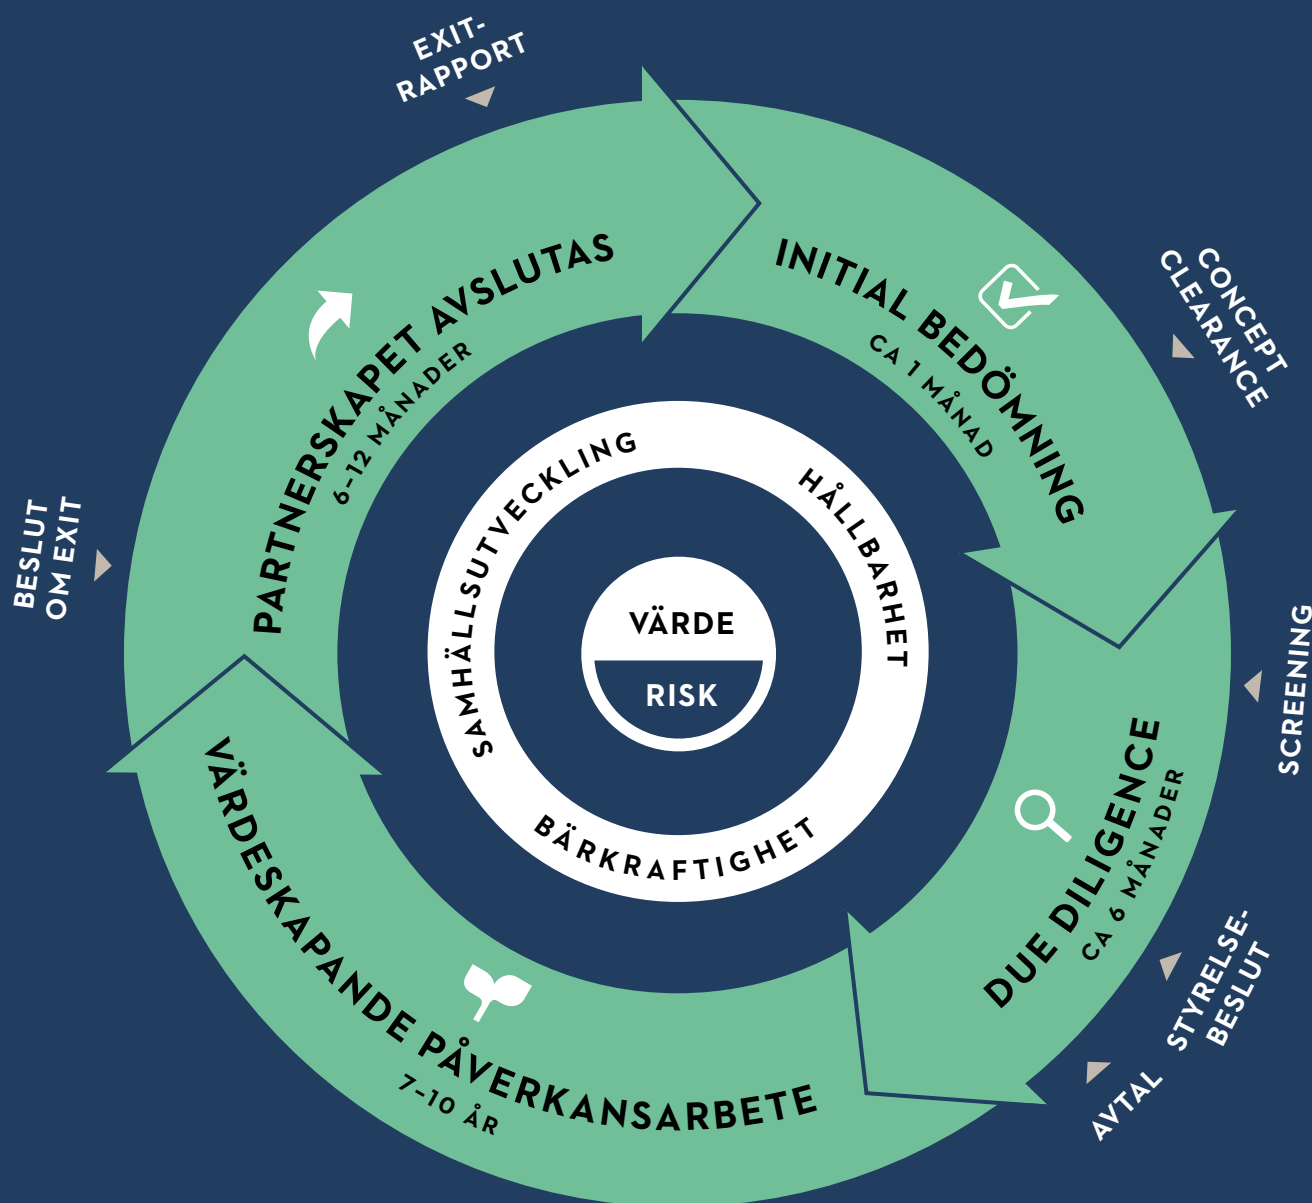 EXIT-
RAPPORT
INITIAL BEDÖMNING
CA 1 MÅNAD
CONCEPT
CLEARANCE
SCREENING
DUE DILIGENCE
CA 6 MÅNADER
STYRELSE-
BESLUT
AVTAL
VÄRDESKAPANDE PÅVERKANSARBETE
7–10 ÅR
BESLUT
OM EXIT
PARTNERSKAPET AVSLUTAS
6–12 MÅNADER
SAMHÄLLSUTVECKLING
HÅLLBARHET
BÄRKRAFTIGHET
VÄRDE
RISK